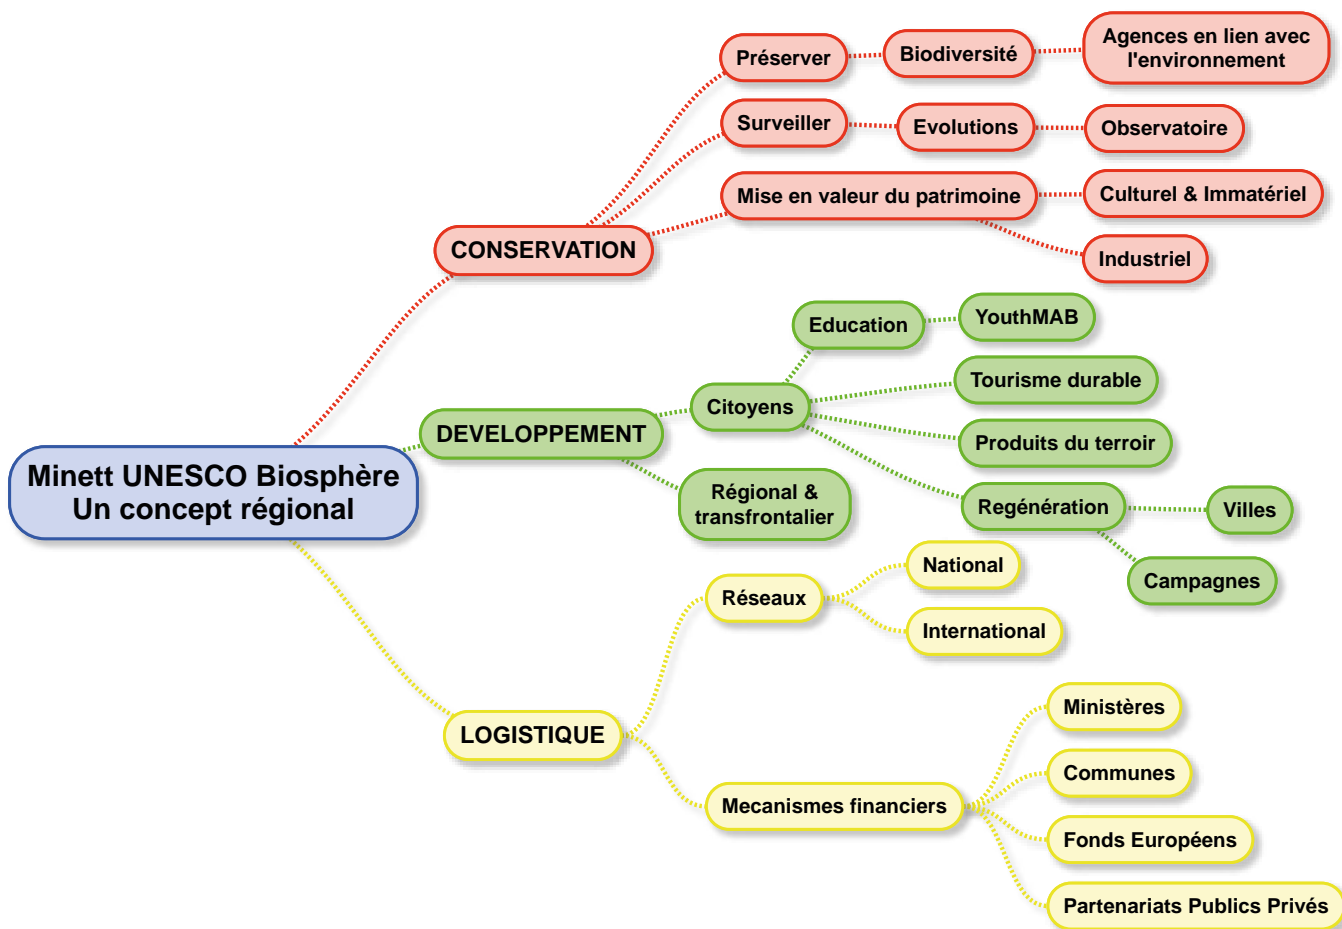 Minett UNESCO Biosphère
Un concept régional
CONSERVATION
Préserver
Biodiversité
Agences en lien avec
l'environnement
Surveiller
Evolutions
Observatoire
Mise en valeur du patrimoine
Culturel & Immatériel
Industriel
DEVELOPPEMENT
Citoyens
Education
YouthMAB
Tourisme durable
Produits du terroir
Regénération
Villes
Campagnes
Régional &
transfrontalier
LOGISTIQUE
Réseaux
National
International
Mecanismes financiers
Ministères
Communes
Fonds Européens
Partenariats Publics Privés